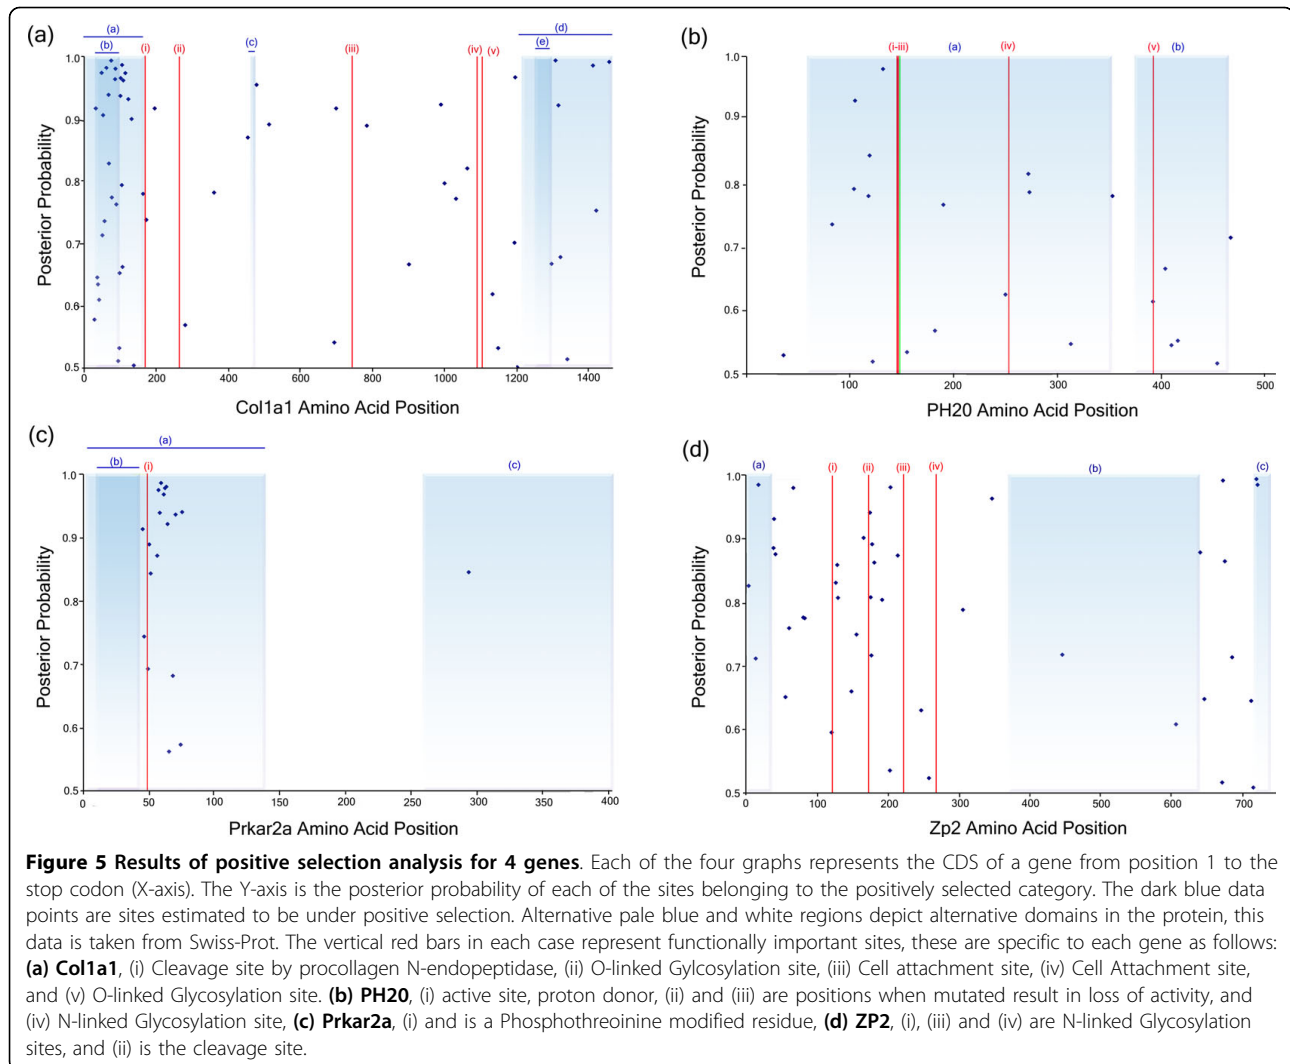 (a)
(a)
(b)
(i)
(ii)
(c)
(iii)
(iv)
(v)
(d)
(e)
Posterior Probability
1.0
0.9
0.8
0.7
0.6
0.5
0
200
400
600
800
1000
1200
1400
Col1a1 Amino Acid Position
(b)
(i-iii)
(a)
(iv)
(v)
(b)
Posterior Probability
1.0
0.9
0.8
0.7
0.6
0.5
100
200
300
400
500
PH20 Amino Acid Position
(c)
(a)
(b)
(i)
(c)
Posterior Probability
1.0
0.9
0.8
0.7
0.6
0.5
0
50
100
150
200
250
300
350
400
Prkar2a Amino Acid Position
(d)
(a)
(i)
(ii)
(iii)
(iv)
(b)
(c)
Posterior Probability
1.0
0.9
0.8
0.7
0.6
0.5
0
100
200
300
400
500
600
700
Zp2 Amino Acid Position
Figure 5 Results of positive selection analysis for 4 genes. Each of the four graphs represents the CDS of a gene from position 1 to the
stop codon (X-axis). The Y-axis is the posterior probability of each of the sites belonging to the positively selected category. The dark blue data
points are sites estimated to be under positive selection. Alternative pale blue and white regions depict alternative domains in the protein, this
data is taken from Swiss-Prot. The vertical red bars in each case represent functionally important sites, these are specific to each gene as follows:
(a) Col1a1, (i) Cleavage site by procollagen N-endopeptidase, (ii) O-linked Gylcosylation site, (iii) Cell attachment site, (iv) Cell Attachment site,
and (v) O-linked Glycosylation site. (b) PH20, (i) active site, proton donor, (ii) and (iii) are positions when mutated result in loss of activity, and
(iv) N-linked Glycosylation site, (c) Prkar2a, (i) and is a Phosphothreoinine modified residue, (d) ZP2, (i), (iii) and (iv) are N-linked Glycosylation
sites, and (ii) is the cleavage site.